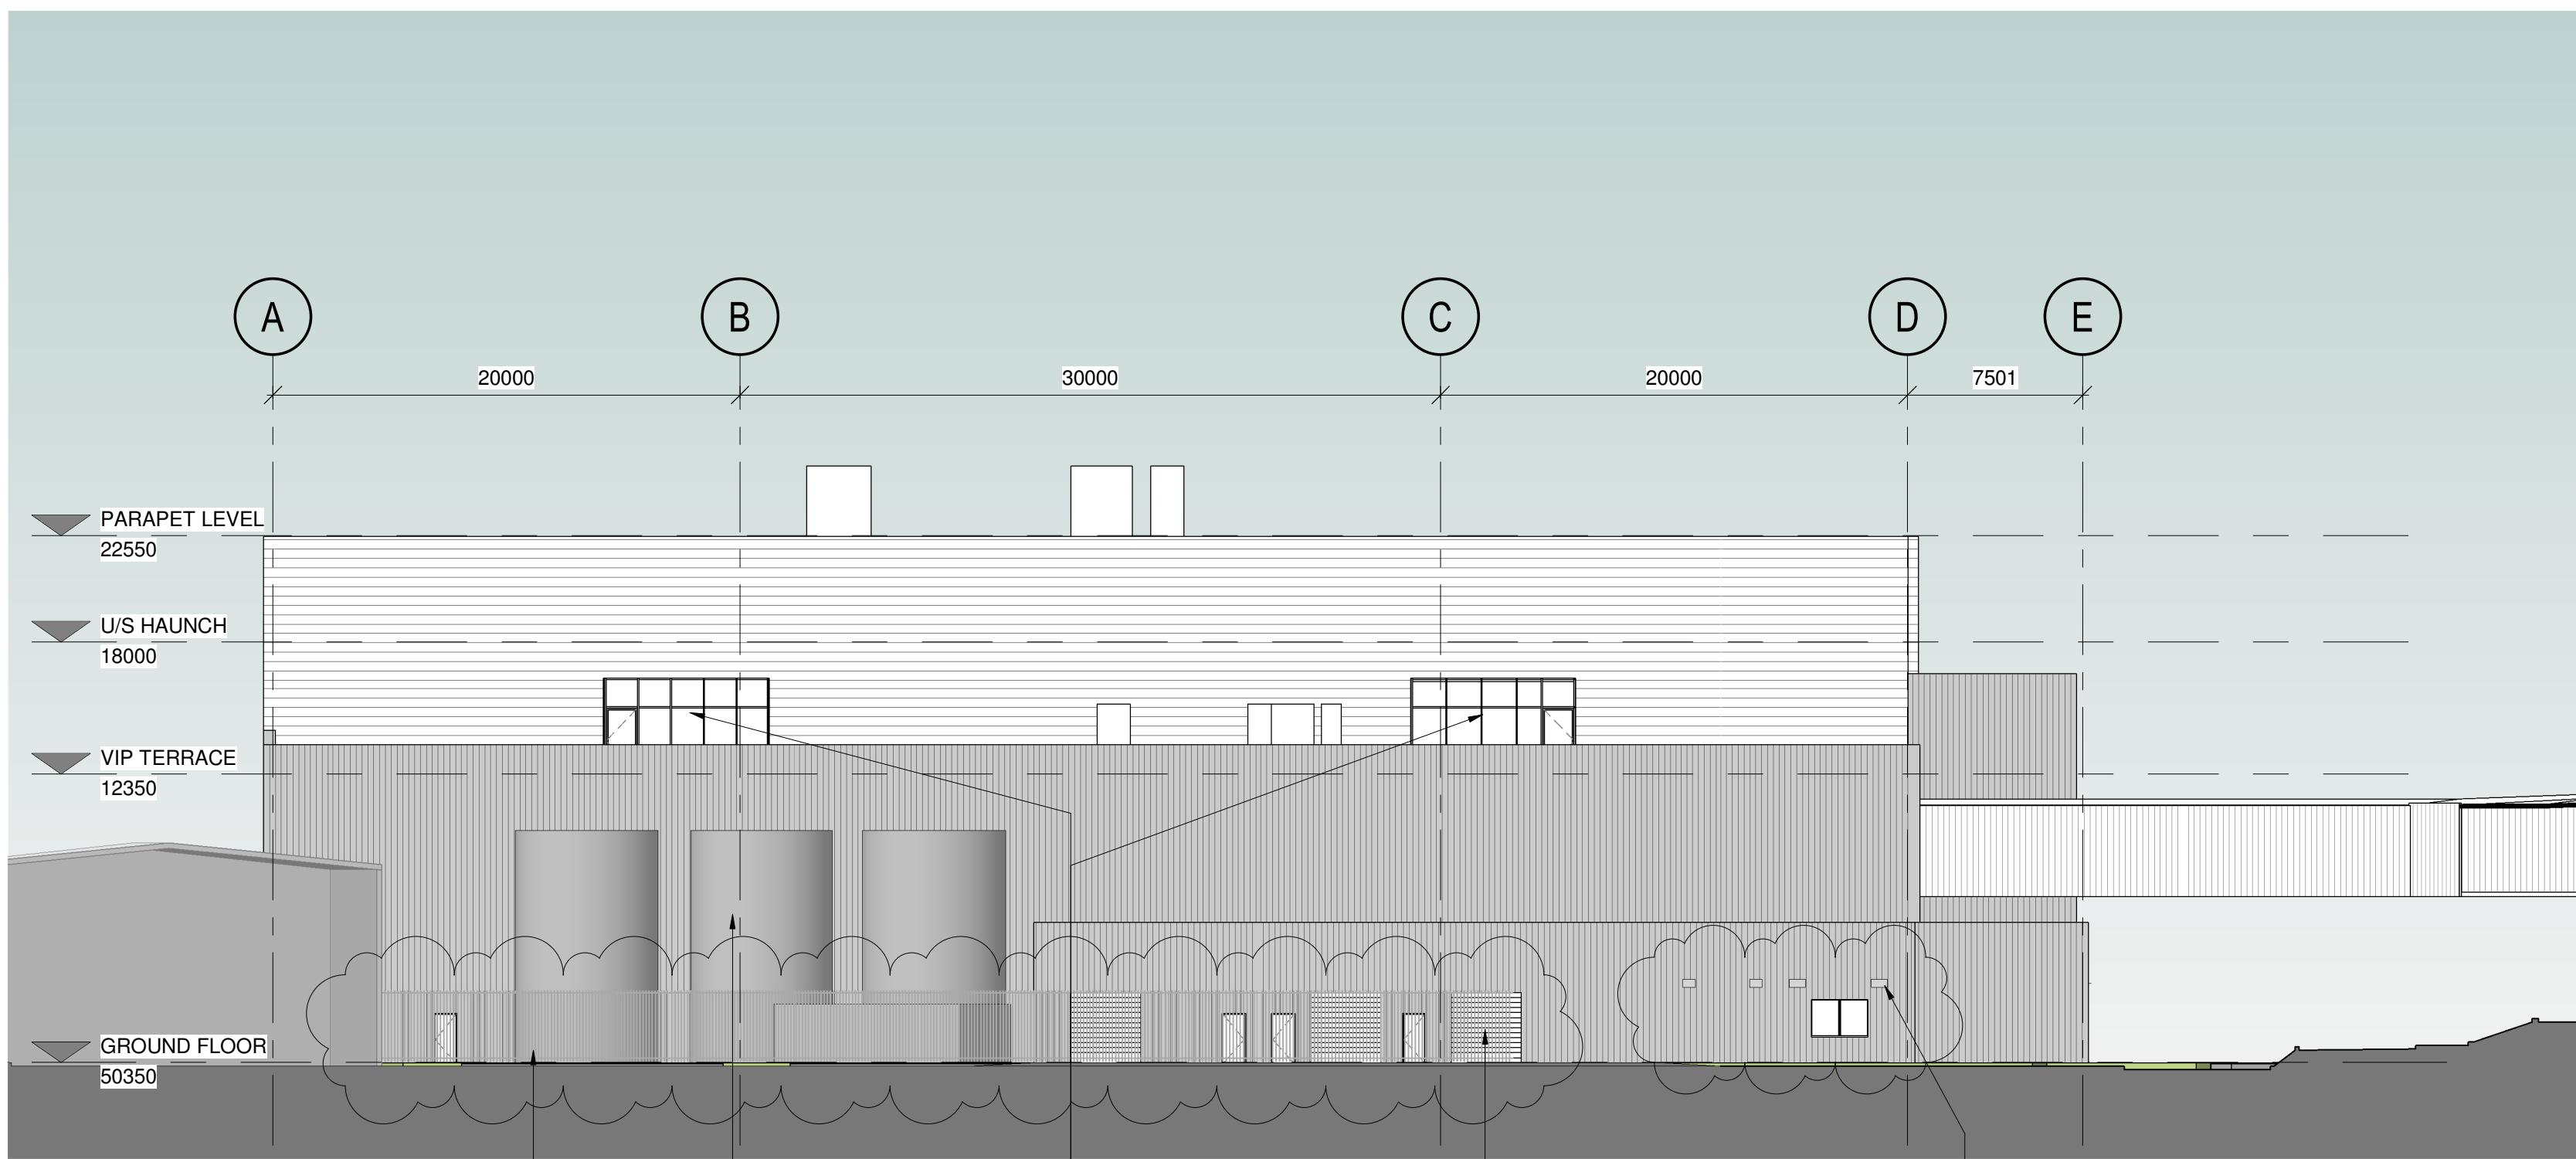 A
B
C
D
E
20000
30000
20000
7501
PARAPET LEVEL
22550
U/S HAUNCH
18000
VIP TERRACE
12350
GROUND FLOOR
50350